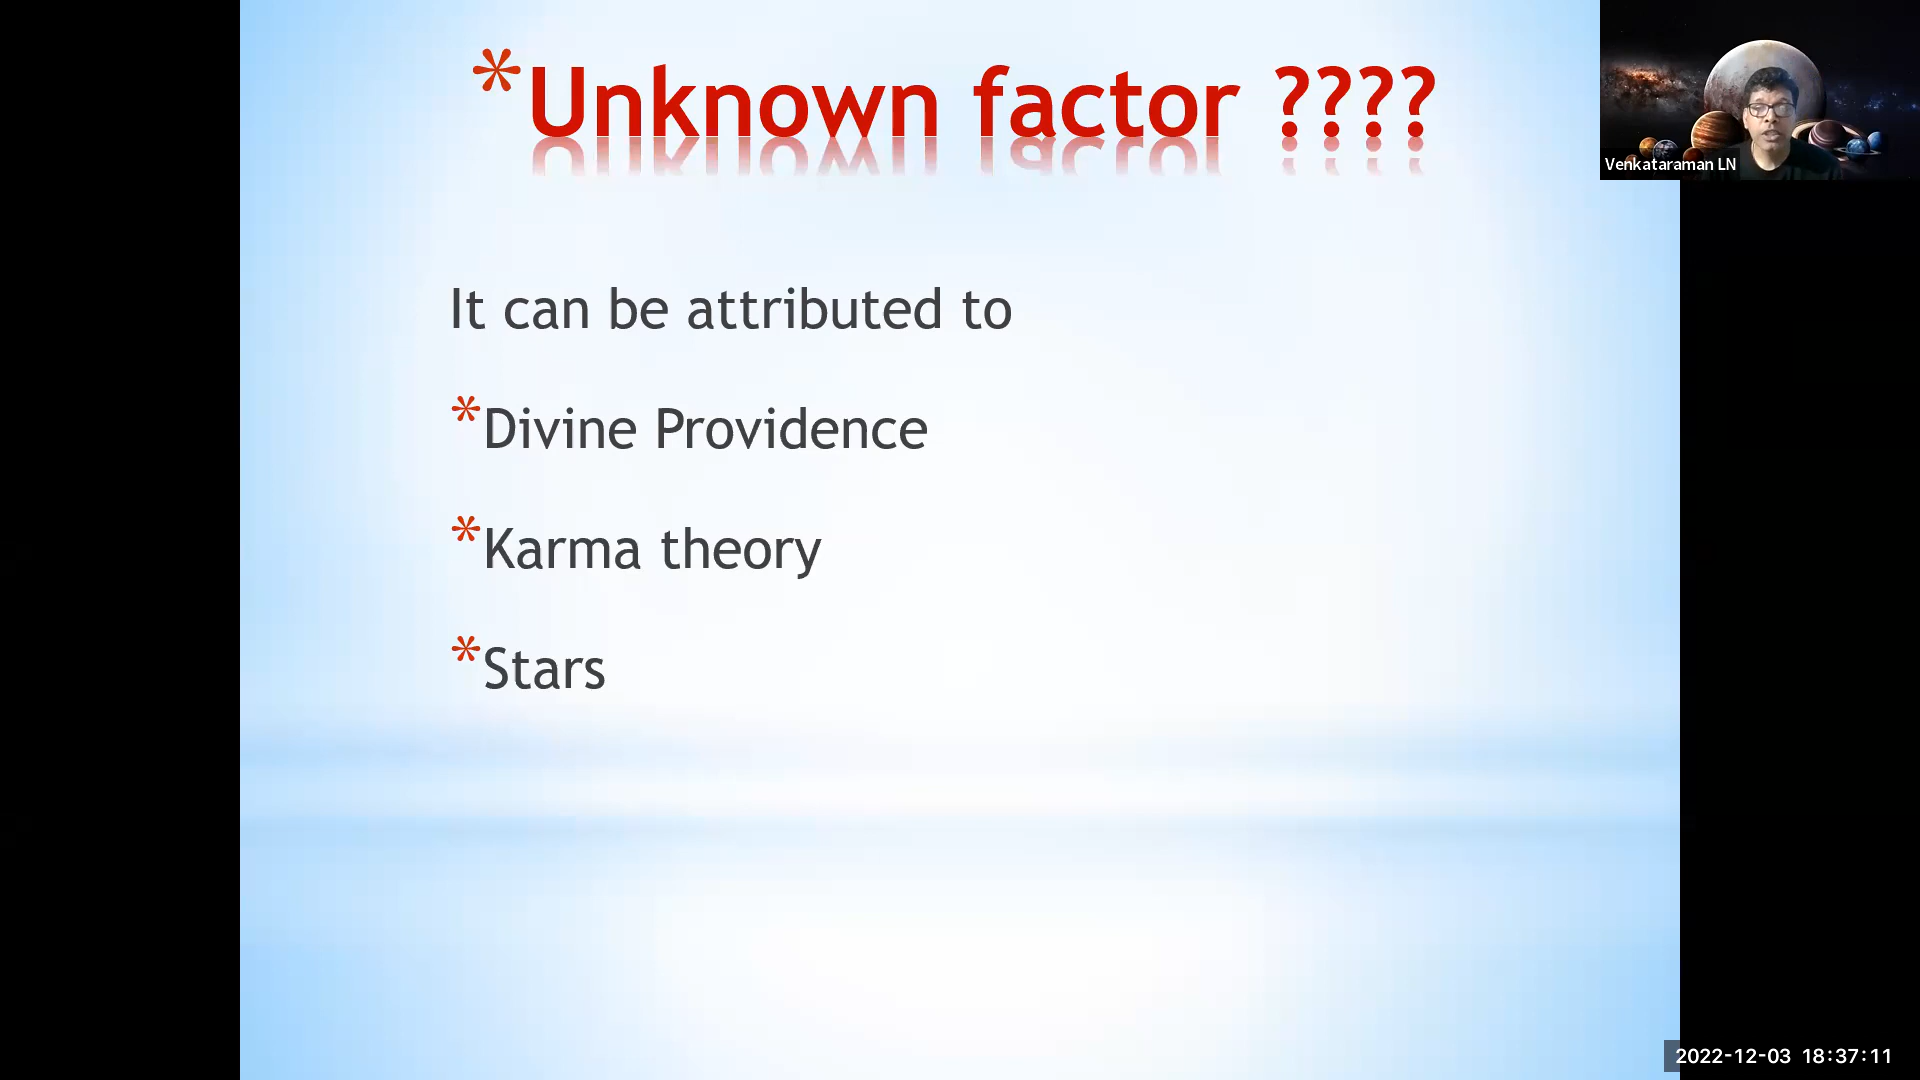 *Unknown factor ????
Venkataraman LN
It can be attributed to
*Divine Providence
*Karma theory
*Stars
2022-12-03 18:37:11